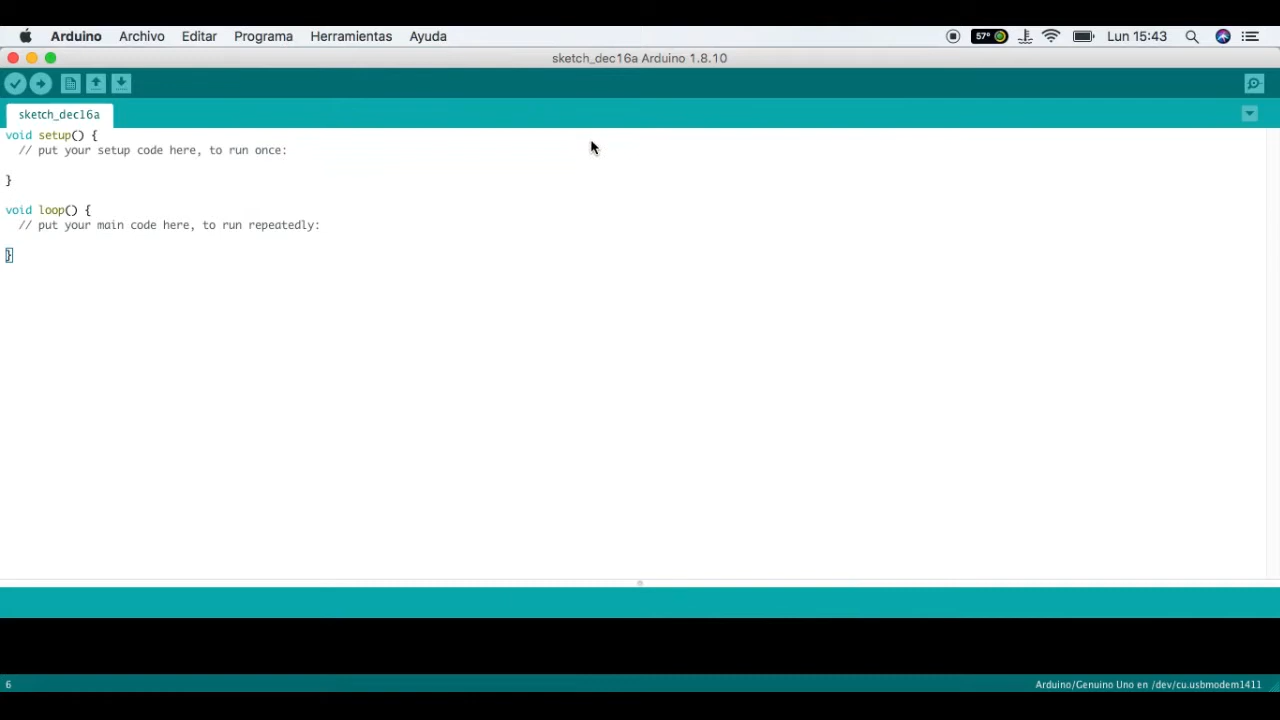 Arduino Archivo Editar Programa Herramientas Ayuda 57° Lun 15:43
sketch_dec16a Arduino 1.8.10
sketch_dec16a
void setup() {
  // put your setup code here, to run once:
}
void loop() {
  // put your main code here, to run repeatedly:
}
6 Arduino/Genuino Uno en /dev/cu.usbmodem1411